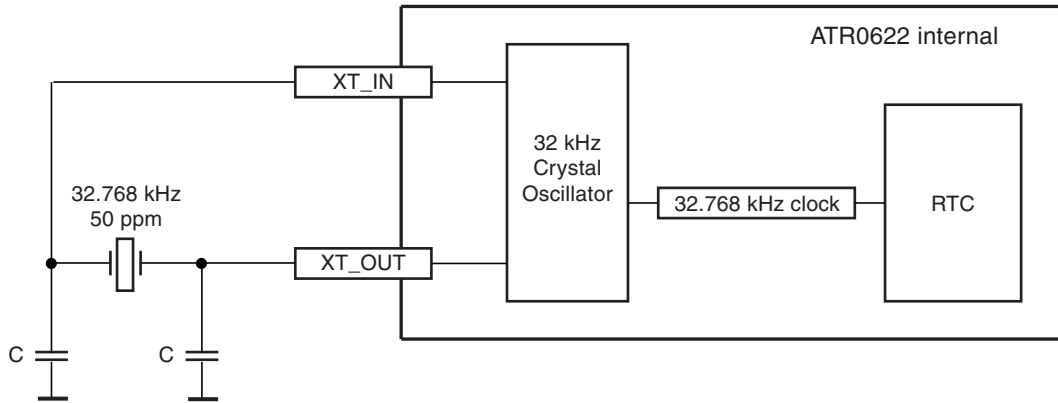 ATR0622 internal
XT_IN
32 kHz
Crystal
Oscillator
32.768 kHz
50 ppm
32.768 kHz clock
RTC
XT_OUT
C
C